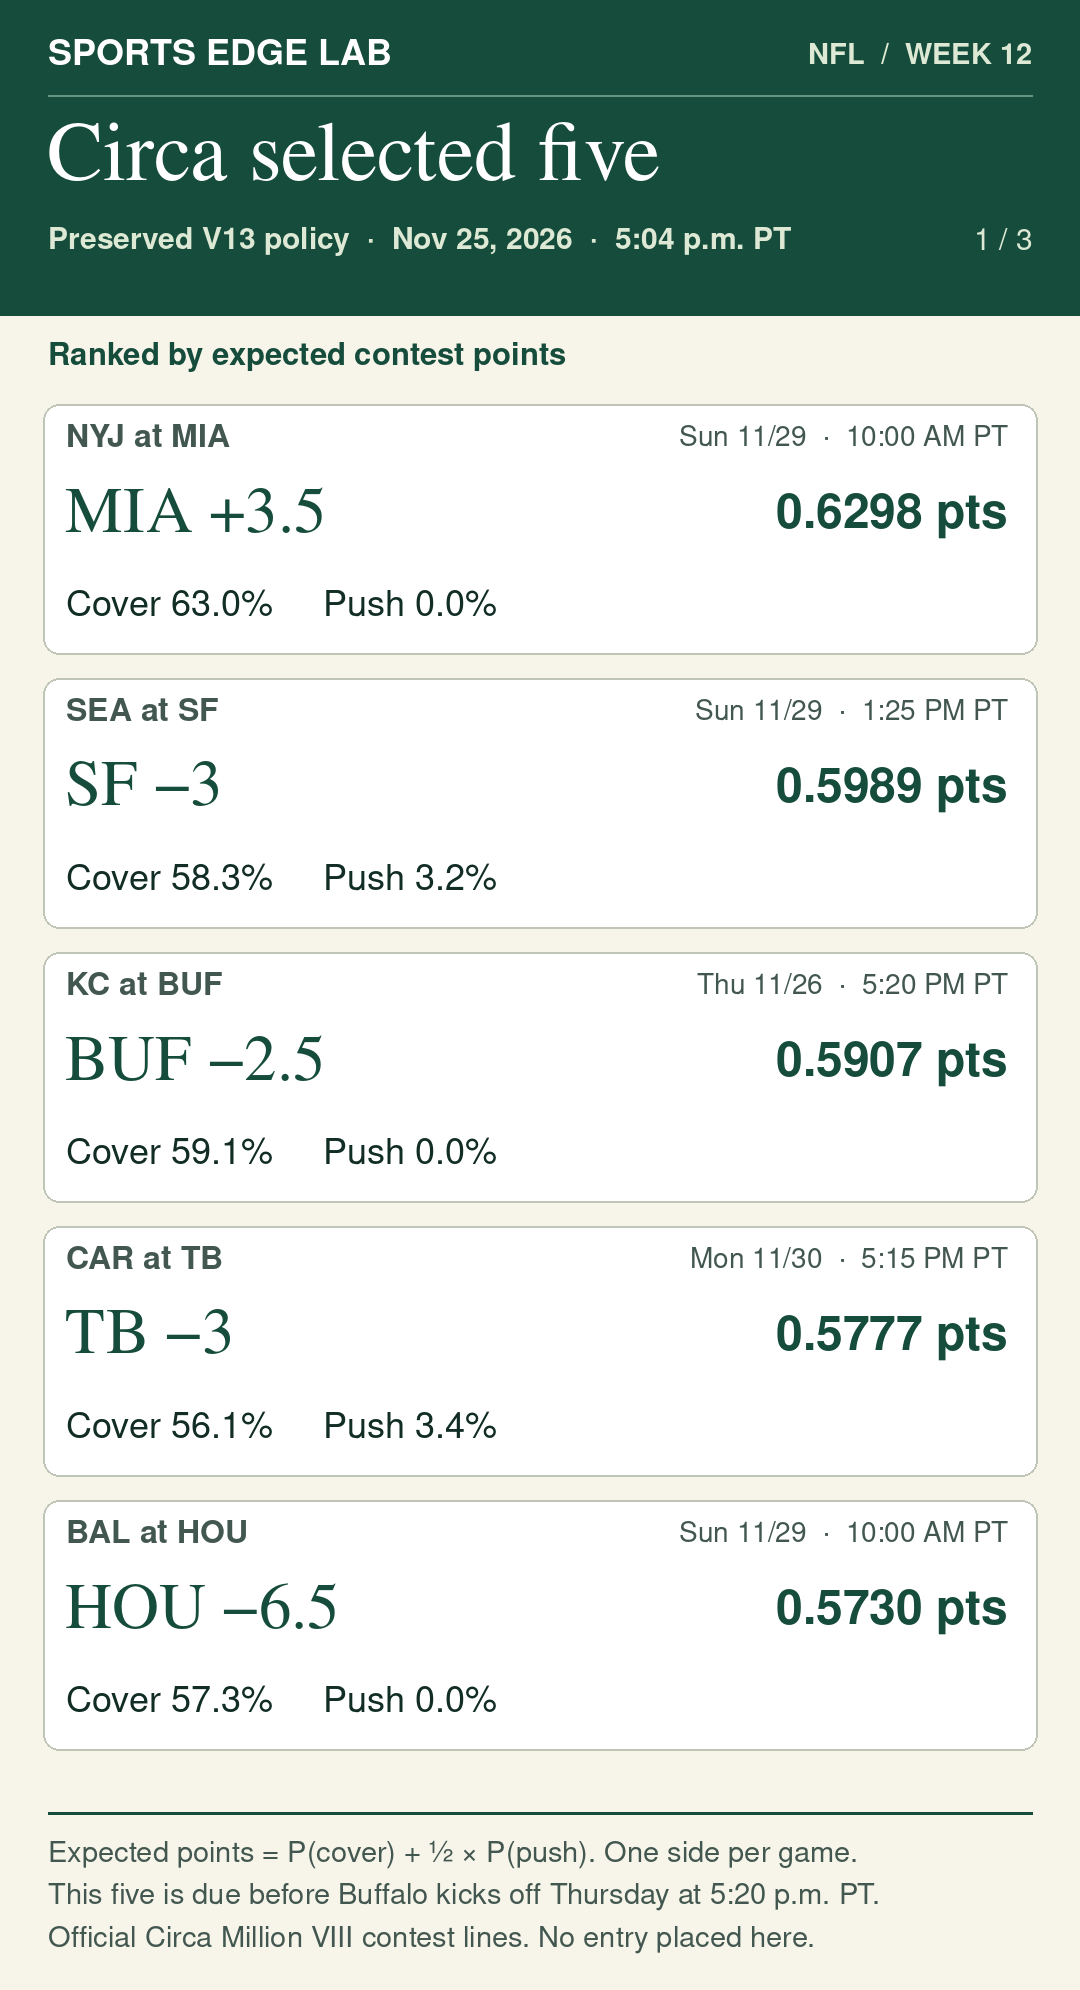 SPORTS EDGE LAB
NFL / WEEK 12
Circa selected five
Preserved V13 policy · Nov 25, 2026 · 5:04 p.m. PT
1 / 3
Ranked by expected contest points
NYJ at MIA
Sun 11/29 · 10:00 AM PT
MIA +3.5
0.6298 pts
Cover 63.0% Push 0.0%
SEA at SF
Sun 11/29 · 1:25 PM PT
SF −3
0.5989 pts
Cover 58.3% Push 3.2%
KC at BUF
Thu 11/26 · 5:20 PM PT
BUF −2.5
0.5907 pts
Cover 59.1% Push 0.0%
CAR at TB
Mon 11/30 · 5:15 PM PT
TB −3
0.5777 pts
Cover 56.1% Push 3.4%
BAL at HOU
Sun 11/29 · 10:00 AM PT
HOU −6.5
0.5730 pts
Cover 57.3% Push 0.0%
Expected points = P(cover) + ½ × P(push). One side per game.
This five is due before Buffalo kicks off Thursday at 5:20 p.m. PT.
Official Circa Million VIII contest lines. No entry placed here.